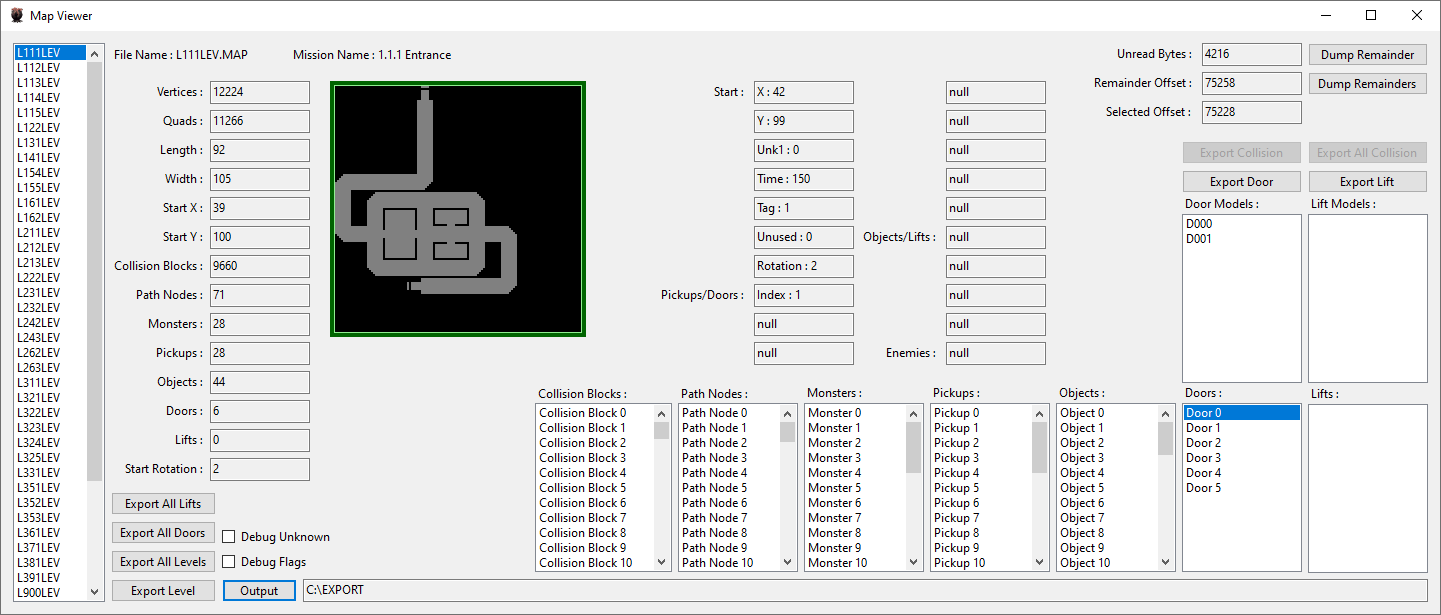 Map Viewer
L111LEV
L112LEV
L113LEV
L114LEV
L115LEV
L122LEV
L131LEV
L141LEV
L154LEV
L155LEV
L161LEV
L162LEV
L211LEV
L212LEV
L213LEV
L222LEV
L231LEV
L232LEV
L242LEV
L243LEV
L262LEV
L263LEV
L311LEV
L321LEV
L322LEV
L323LEV
L324LEV
L325LEV
L331LEV
L351LEV
L352LEV
L353LEV
L361LEV
L371LEV
L381LEV
L391LEV
L900LEV
File Name : L111LEV.MAP
Mission Name : 1.1.1 Entrance
Vertices : 12224
Quads : 11266
Length : 92
Width : 105
Start X : 39
Start Y : 100
Collision Blocks : 9660
Path Nodes : 71
Monsters : 28
Pickups : 28
Objects : 44
Doors : 6
Lifts : 0
Start Rotation : 2
Export All Lifts
Export All Doors
Debug Unknown
Export All Levels
Debug Flags
Export Level
Output
C:\EXPORT
Start : X : 42
Y : 99
Unk1 : 0
Time : 150
Tag : 1
Unused : 0
Rotation : 2
Pickups/Doors : Index : 1
null
null
null
null
null
null
null
Objects/Lifts : null
null
null
null
Enemies : null
Unread Bytes : 4216
Dump Remainder
Remainder Offset : 75258
Dump Remainders
Selected Offset : 75228
Export Collision
Export All Collision
Export Door
Export Lift
Door Models :
D000
D001
Lift Models :
Collision Blocks :
Collision Block 0
Collision Block 1
Collision Block 2
Collision Block 3
Collision Block 4
Collision Block 5
Collision Block 6
Collision Block 7
Collision Block 8
Collision Block 9
Collision Block 10
Path Nodes :
Path Node 0
Path Node 1
Path Node 2
Path Node 3
Path Node 4
Path Node 5
Path Node 6
Path Node 7
Path Node 8
Path Node 9
Path Node 10
Monsters :
Monster 0
Monster 1
Monster 2
Monster 3
Monster 4
Monster 5
Monster 6
Monster 7
Monster 8
Monster 9
Monster 10
Pickups :
Pickup 0
Pickup 1
Pickup 2
Pickup 3
Pickup 4
Pickup 5
Pickup 6
Pickup 7
Pickup 8
Pickup 9
Pickup 10
Objects :
Object 0
Object 1
Object 2
Object 3
Object 4
Object 5
Object 6
Object 7
Object 8
Object 9
Object 10
Doors :
Door 0
Door 1
Door 2
Door 3
Door 4
Door 5
Lifts :